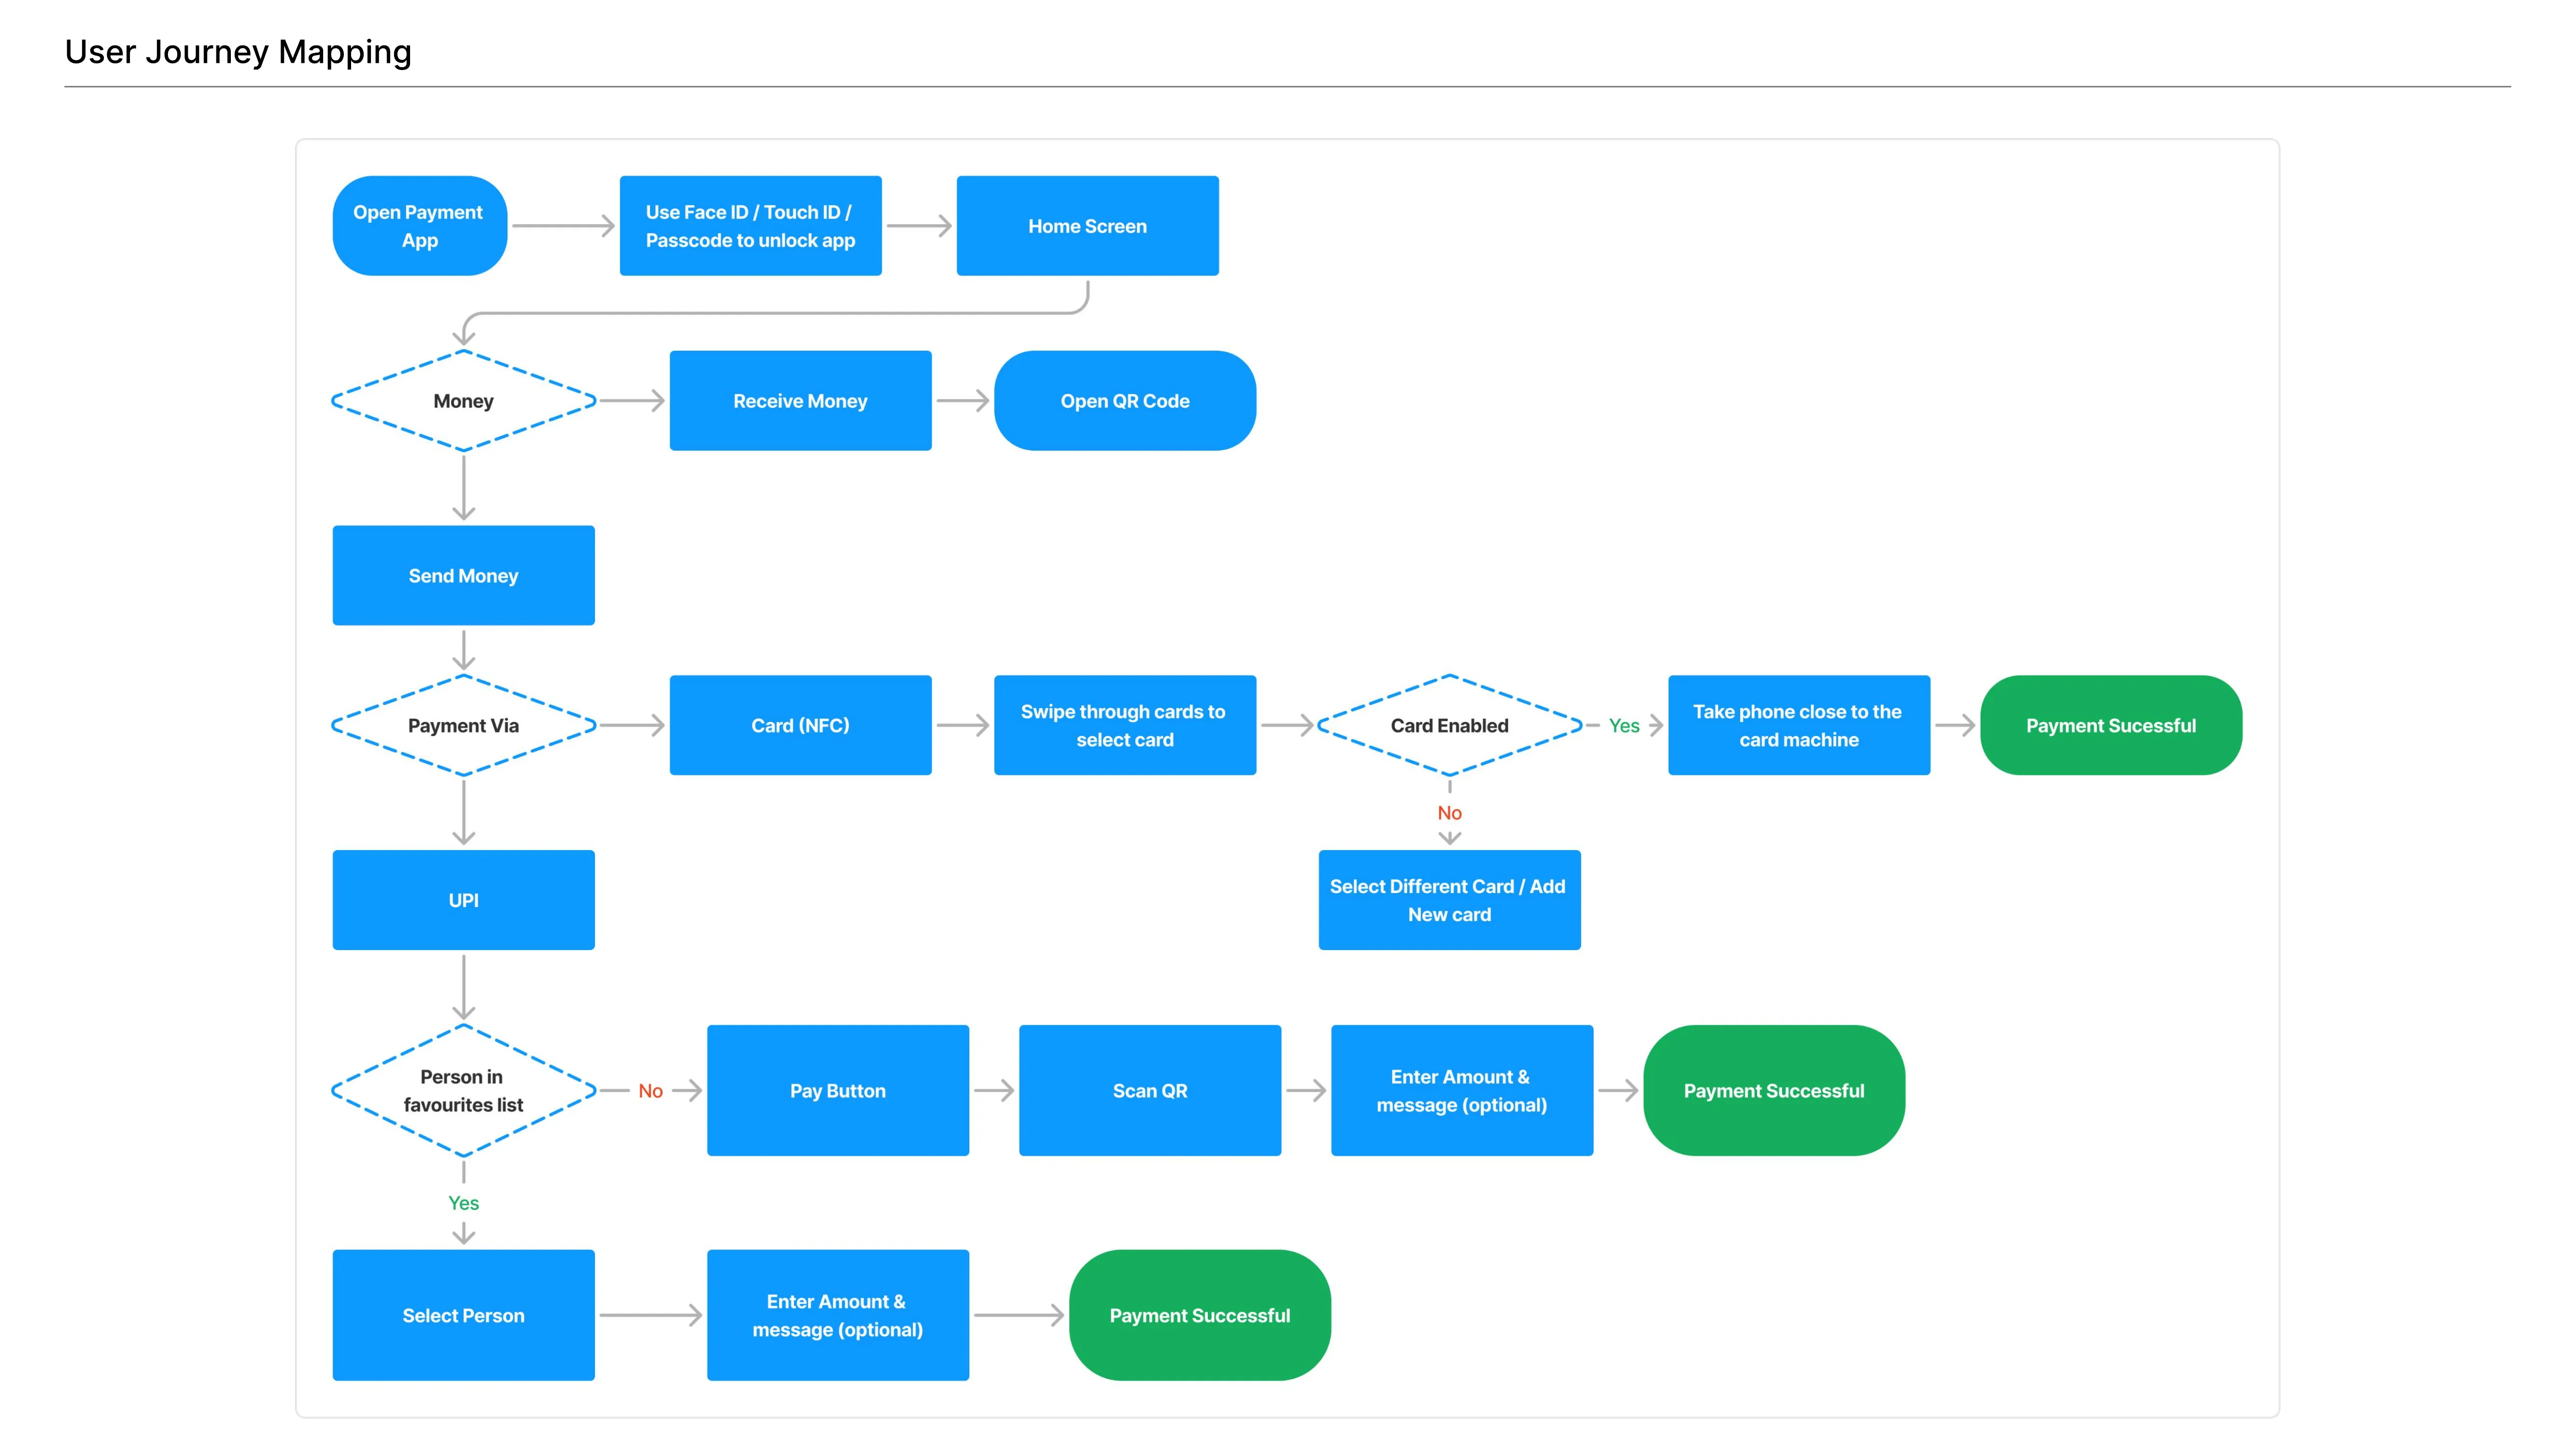 User Journey Mapping
Open Payment
App
Use Face ID / Touch ID /
Passcode to unlock app
Home Screen
Money
Receive Money
Open QR Code
Send Money
Payment Via
Card (NFC)
Swipe through cards to
select card
Card Enabled
Yes
Take phone close to the
card machine
Payment Sucessful
No
UPI
Select Different Card / Add
New card
Person in
favourites list
No
Pay Button
Scan QR
Enter Amount &
message (optional)
Payment Successful
Yes
Select Person
Enter Amount &
message (optional)
Payment Successful